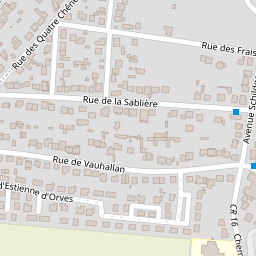 Rue des Quatre Chên
Rue des Frais
Rue de la Sablière
Avenue Schildge
Rue de Vauhallan
d'Estienne d'Orves
CR 16
Chem